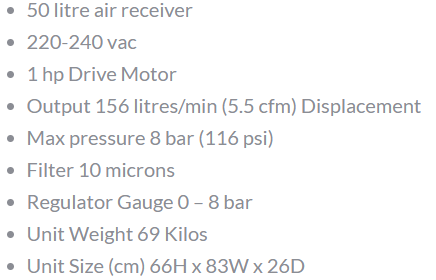 50 litre air receiver
220-240 vac
1 hp Drive Motor
Output 156 litres/min (5.5 cfm) Displacement
Max pressure 8 bar (116 psi)
Filter 10 microns
Regulator Gauge 0 – 8 bar
Unit Weight 69 Kilos
Unit Size (cm) 66H x 83W x 26D